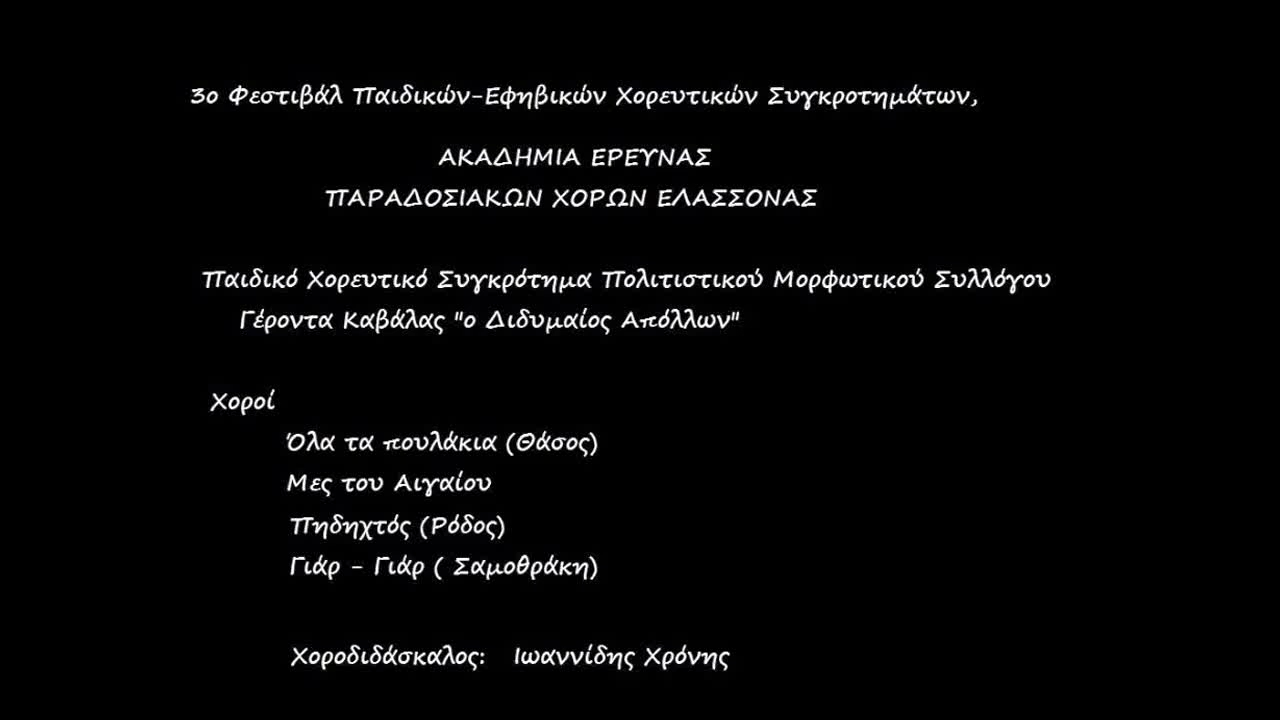 3ο Φεστιβάλ Παιδικών-Εφηβικών Χορευτικών Συγκροτημάτων,
ΑΚΑΔΗΜΙΑ ΕΡΕΥΝΑΣ
ΠΑΡΑΔΟΣΙΑΚΩΝ ΧΟΡΩΝ ΕΛΑΣΣΟΝΑΣ
Παιδικό Χορευτικό Συγκρότημα Πολιτιστικού Μορφωτικού Συλλόγου
Γέροντα Καβάλας "ο Διδυμαίος Απόλλων"
Χοροί
Όλα τα πουλάκια (Θάσος)
Μες του Αιγαίου
Πηδηχτός (Ρόδος)
Γιάρ - Γιάρ ( Σαμοθράκη)
Χοροδιδάσκαλος: Ιωαννίδης Χρόνης